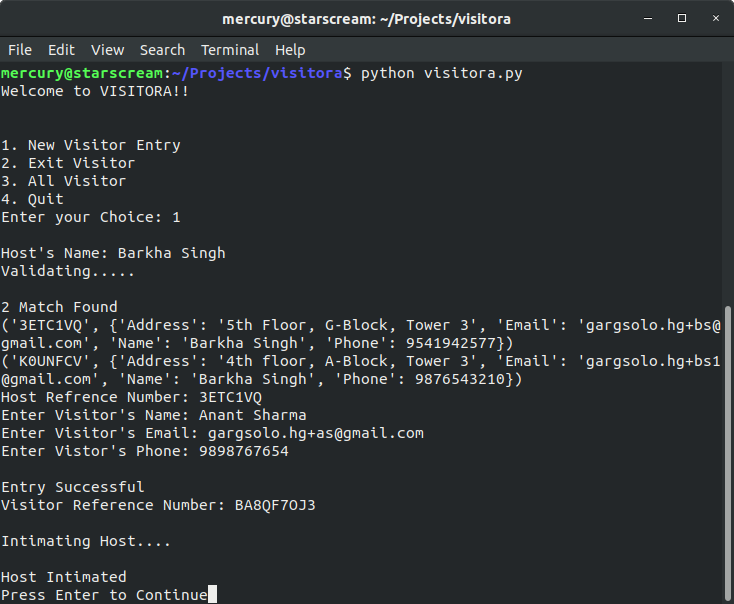 mercury@starscream: ~/Projects/visitora
File Edit View Search Terminal Help
mercury@starscream:~/Projects/visitora$ python visitora.py
Welcome to VISITORA!!
1. New Visitor Entry
2. Exit Visitor
3. All Visitor
4. Quit
Enter your Choice: 1
Host's Name: Barkha Singh
Validating.....
2 Match Found
('3ETC1VQ', {'Address': '5th Floor, G-Block, Tower 3', 'Email': 'gargsolo.hg+bs@
gmail.com', 'Name': 'Barkha Singh', 'Phone': 9541942577})
('K0UNFCV', {'Address': '4th floor, A-Block, Tower 3', 'Email': 'gargsolo.hg+bs1
@gmail.com', 'Name': 'Barkha Singh', 'Phone': 9876543210})
Host Refrence Number: 3ETC1VQ
Enter Visitor's Name: Anant Sharma
Enter Visitor's Email: gargsolo.hg+as@gmail.com
Enter Vistor's Phone: 9898767654
Entry Successful
Visitor Reference Number: BA8QF7OJ3
Intimating Host....
Host Intimated
Press Enter to Continue